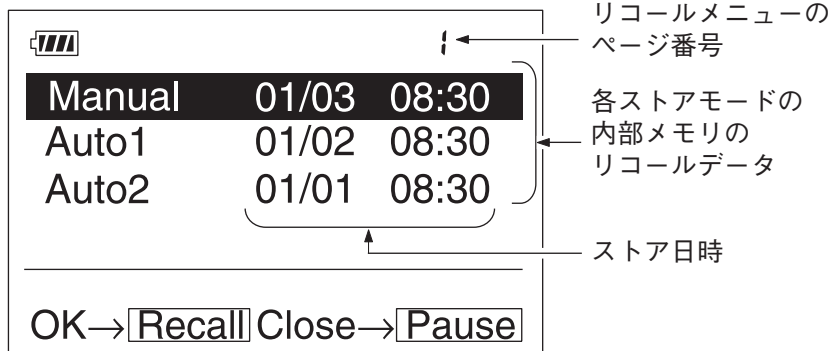 リコールメニューの
ページ番号
1
Manual 01/03 08:30
Auto1 01/02 08:30
Auto2 01/01 08:30
各ストアモードの
内部メモリの
リコールデータ
ストア日時
OK→Recall Close→Pause